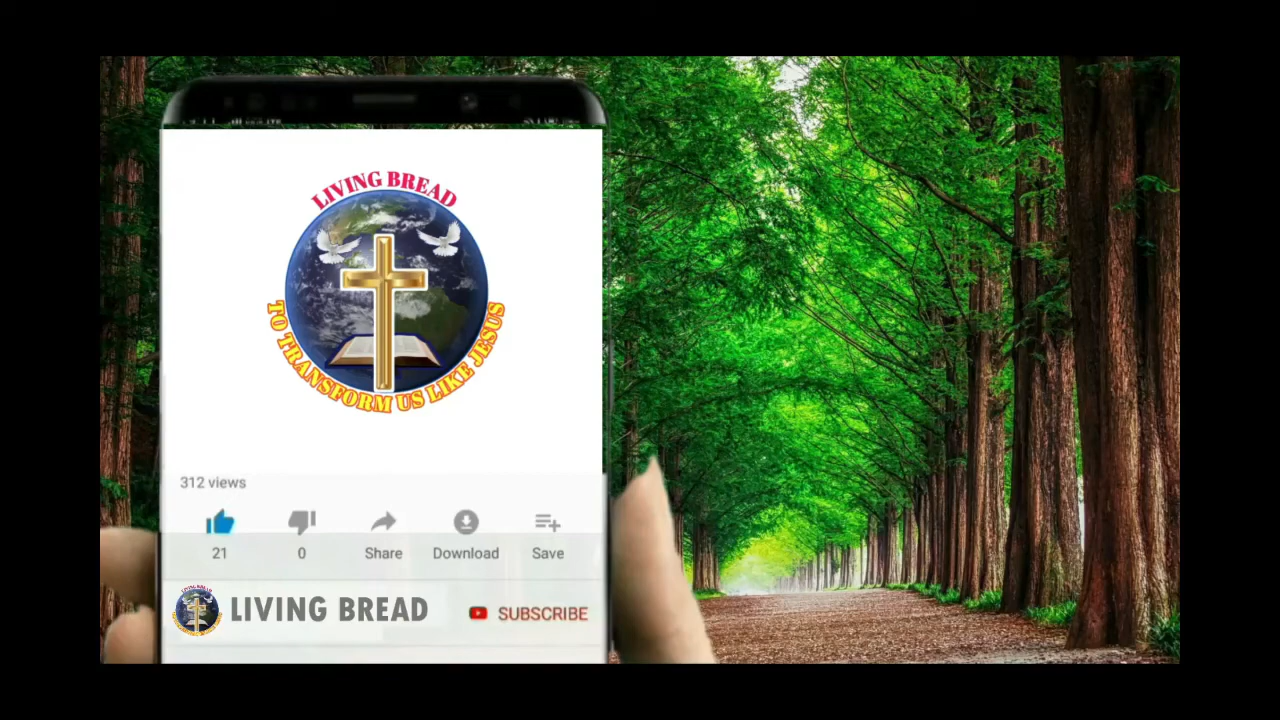 LIVING BREAD
TO TRANSFORM US LIKE JESUS
312 views
21
0
Share
Download
Save
LIVING BREAD
SUBSCRIBE